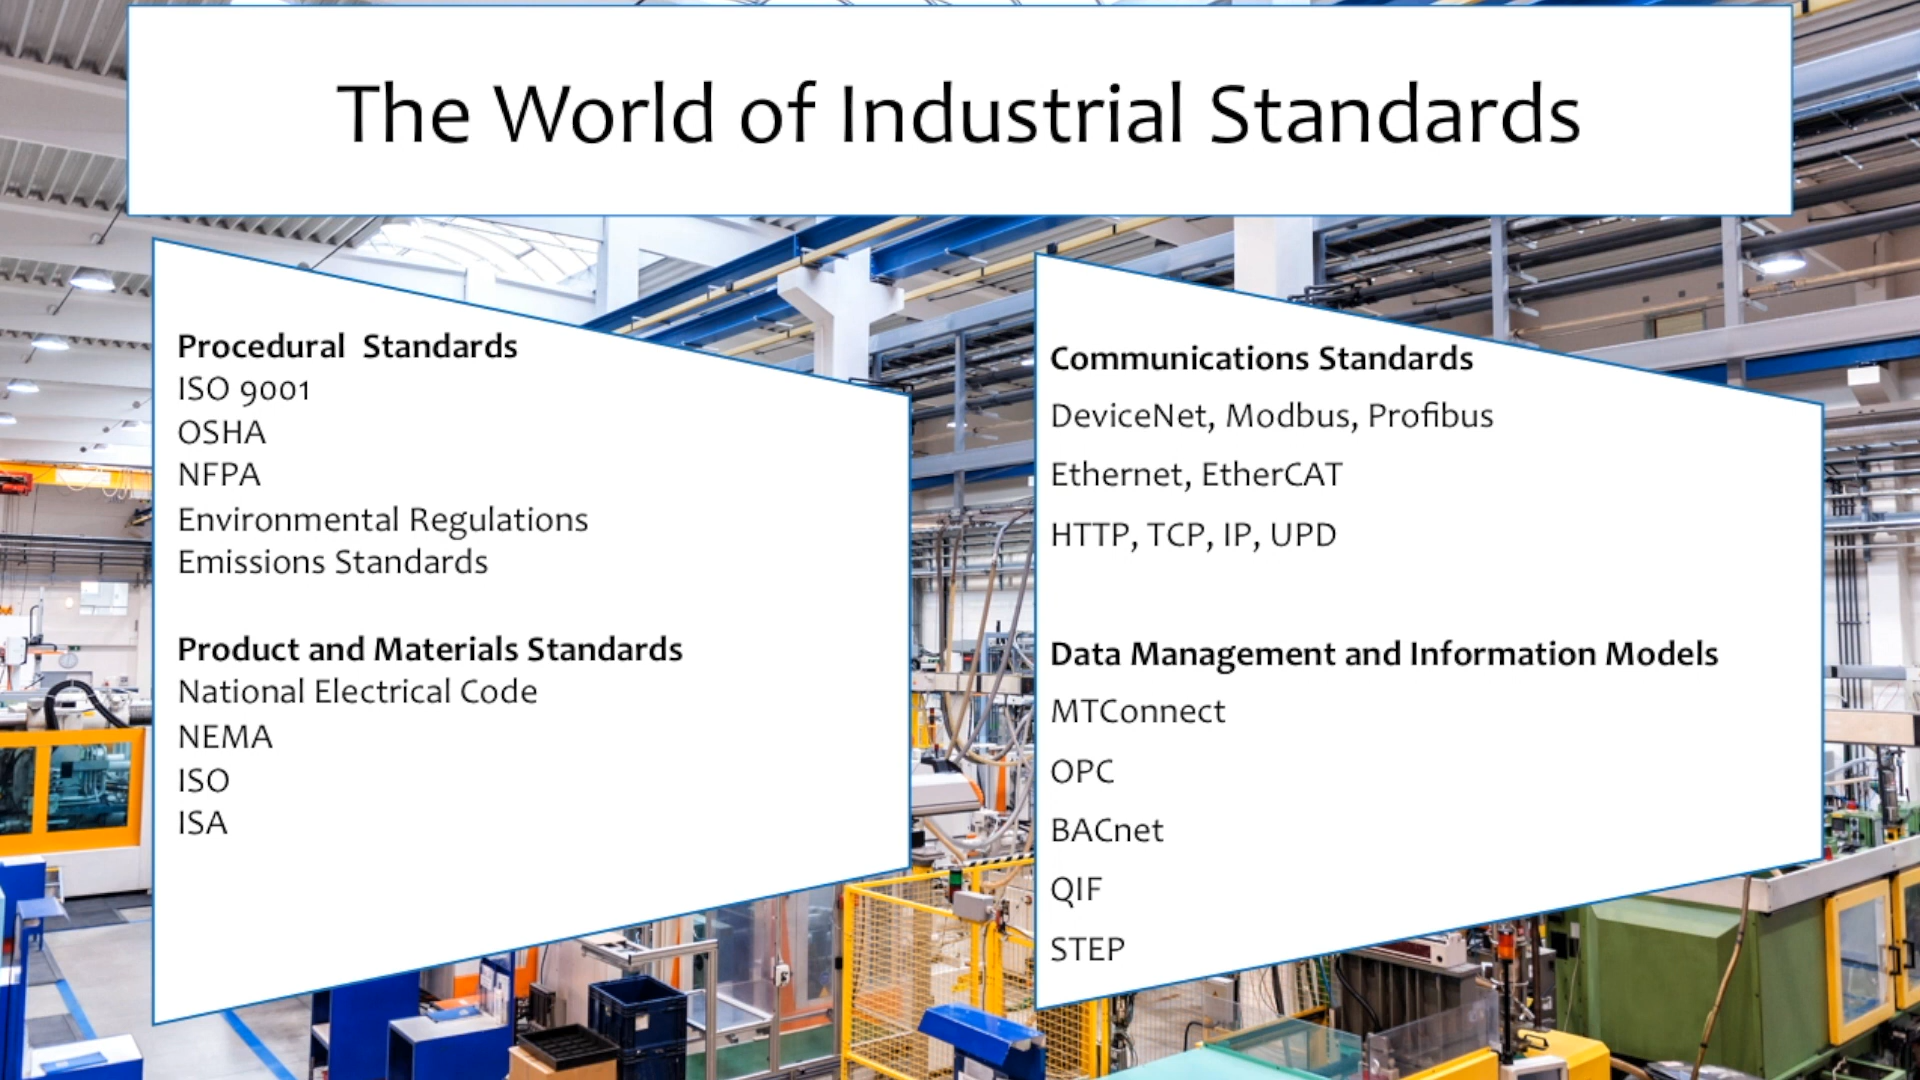 The World of Industrial Standards
Procedural  Standards
ISO 9001
OSHA
NFPA
Environmental Regulations
Emissions Standards
Product and Materials Standards
National Electrical Code
NEMA
ISO
ISA
Communications Standards
DeviceNet, Modbus, Profibus
Ethernet, EtherCAT
HTTP, TCP, IP, UPD
Data Management and Information Models
MTConnect
OPC
BACnet
QIF
STEP